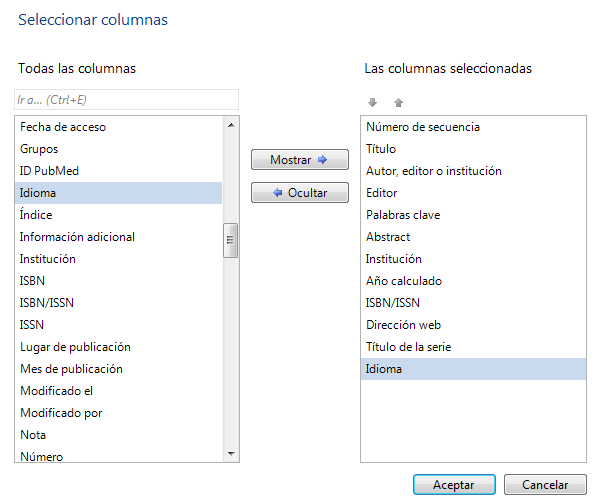 Seleccionar columnas
Todas las columnas
Ir a... (Ctrl+E)
Fecha de acceso
Grupos
ID PubMed
Idioma
Índice
Información adicional
Institución
ISBN
ISBN/ISSN
ISSN
Lugar de publicación
Mes de publicación
Modificado el
Modificado por
Nota
Número
Mostrar
Ocultar
Las columnas seleccionadas
Número de secuencia
Título
Autor, editor o institución
Editor
Palabras clave
Abstract
Institución
Año calculado
ISBN/ISSN
Dirección web
Título de la serie
Idioma
Aceptar
Cancelar